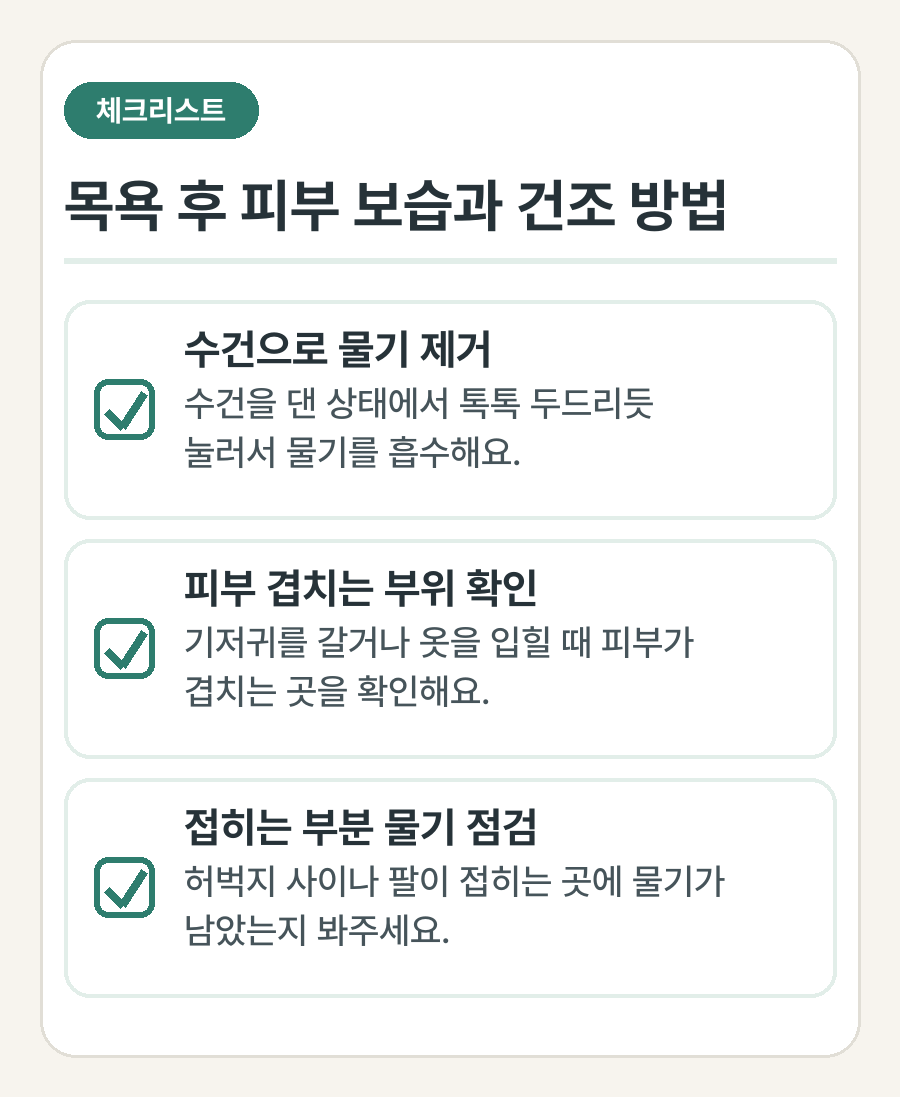 체크리스트
목욕 후 피부 보습과 건조 방법
수건으로 물기 제거
수건을 댄 상태에서 톡톡 두드리듯
눌러서 물기를 흡수해요.
피부 겹치는 부위 확인
기저귀를 갈거나 옷을 입힐 때 피부가
겹치는 곳을 확인해요.
접히는 부분 물기 점검
허벅지 사이나 팔이 접히는 곳에 물기가
남았는지 봐주세요.